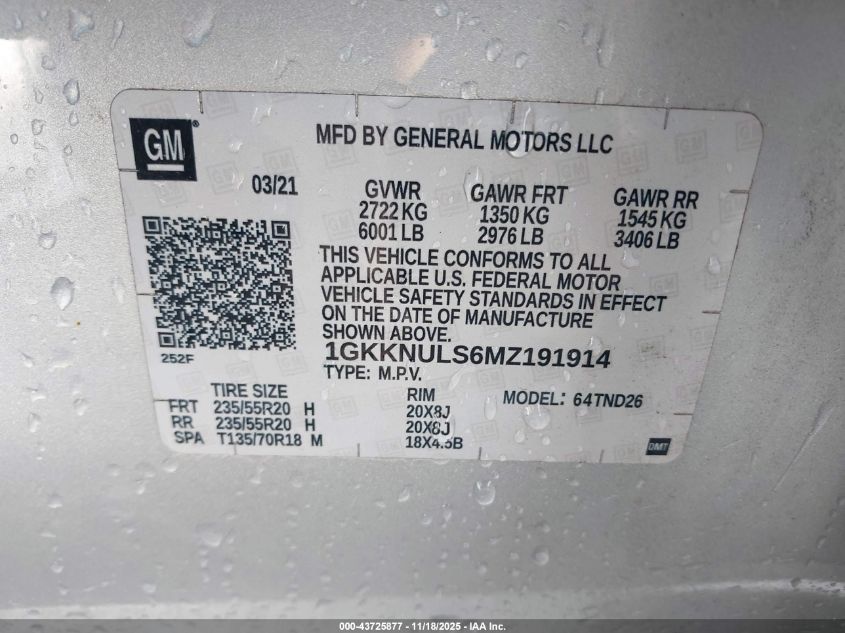 GM
MFD BY GENERAL MOTORS LLC
03/21
GVWR
2722 KG
6001 LB
GAWR FRT
1350 KG
2976 LB
GAWR RR
1545 KG
3406 LB
THIS VEHICLE CONFORMS TO ALL
APPLICABLE U.S. FEDERAL MOTOR
VEHICLE SAFETY STANDARDS IN EFFECT
ON THE DATE OF MANUFACTURE
SHOWN ABOVE.
252F
1GKKNULS6MZ191914
TYPE: M.P.V.
TIRE SIZE RIM MODEL: 64TND26
FRT 235/55R20 H 20X8J
RR 235/55R20 H 20X8J
SPA T135/70R18 M 18X4.5B
DMT
000-43725877 - 11/18/2025 - IAA Inc.